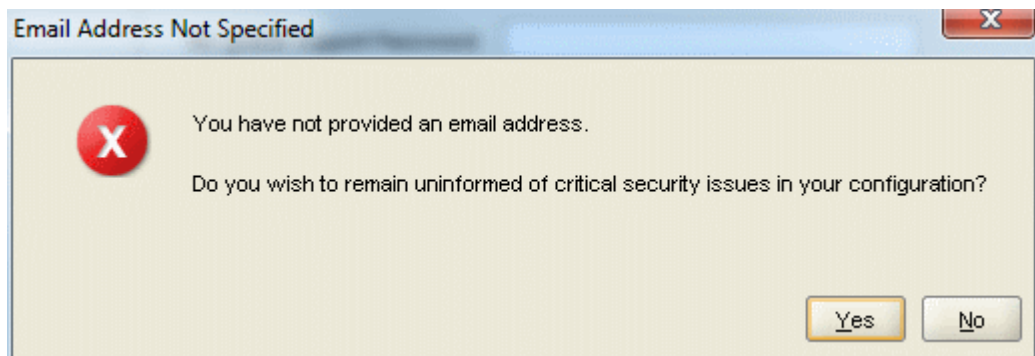 Email Address Not Specified
You have not provided an email address.
Do you wish to remain uninformed of critical security issues in your configuration?
Yes No